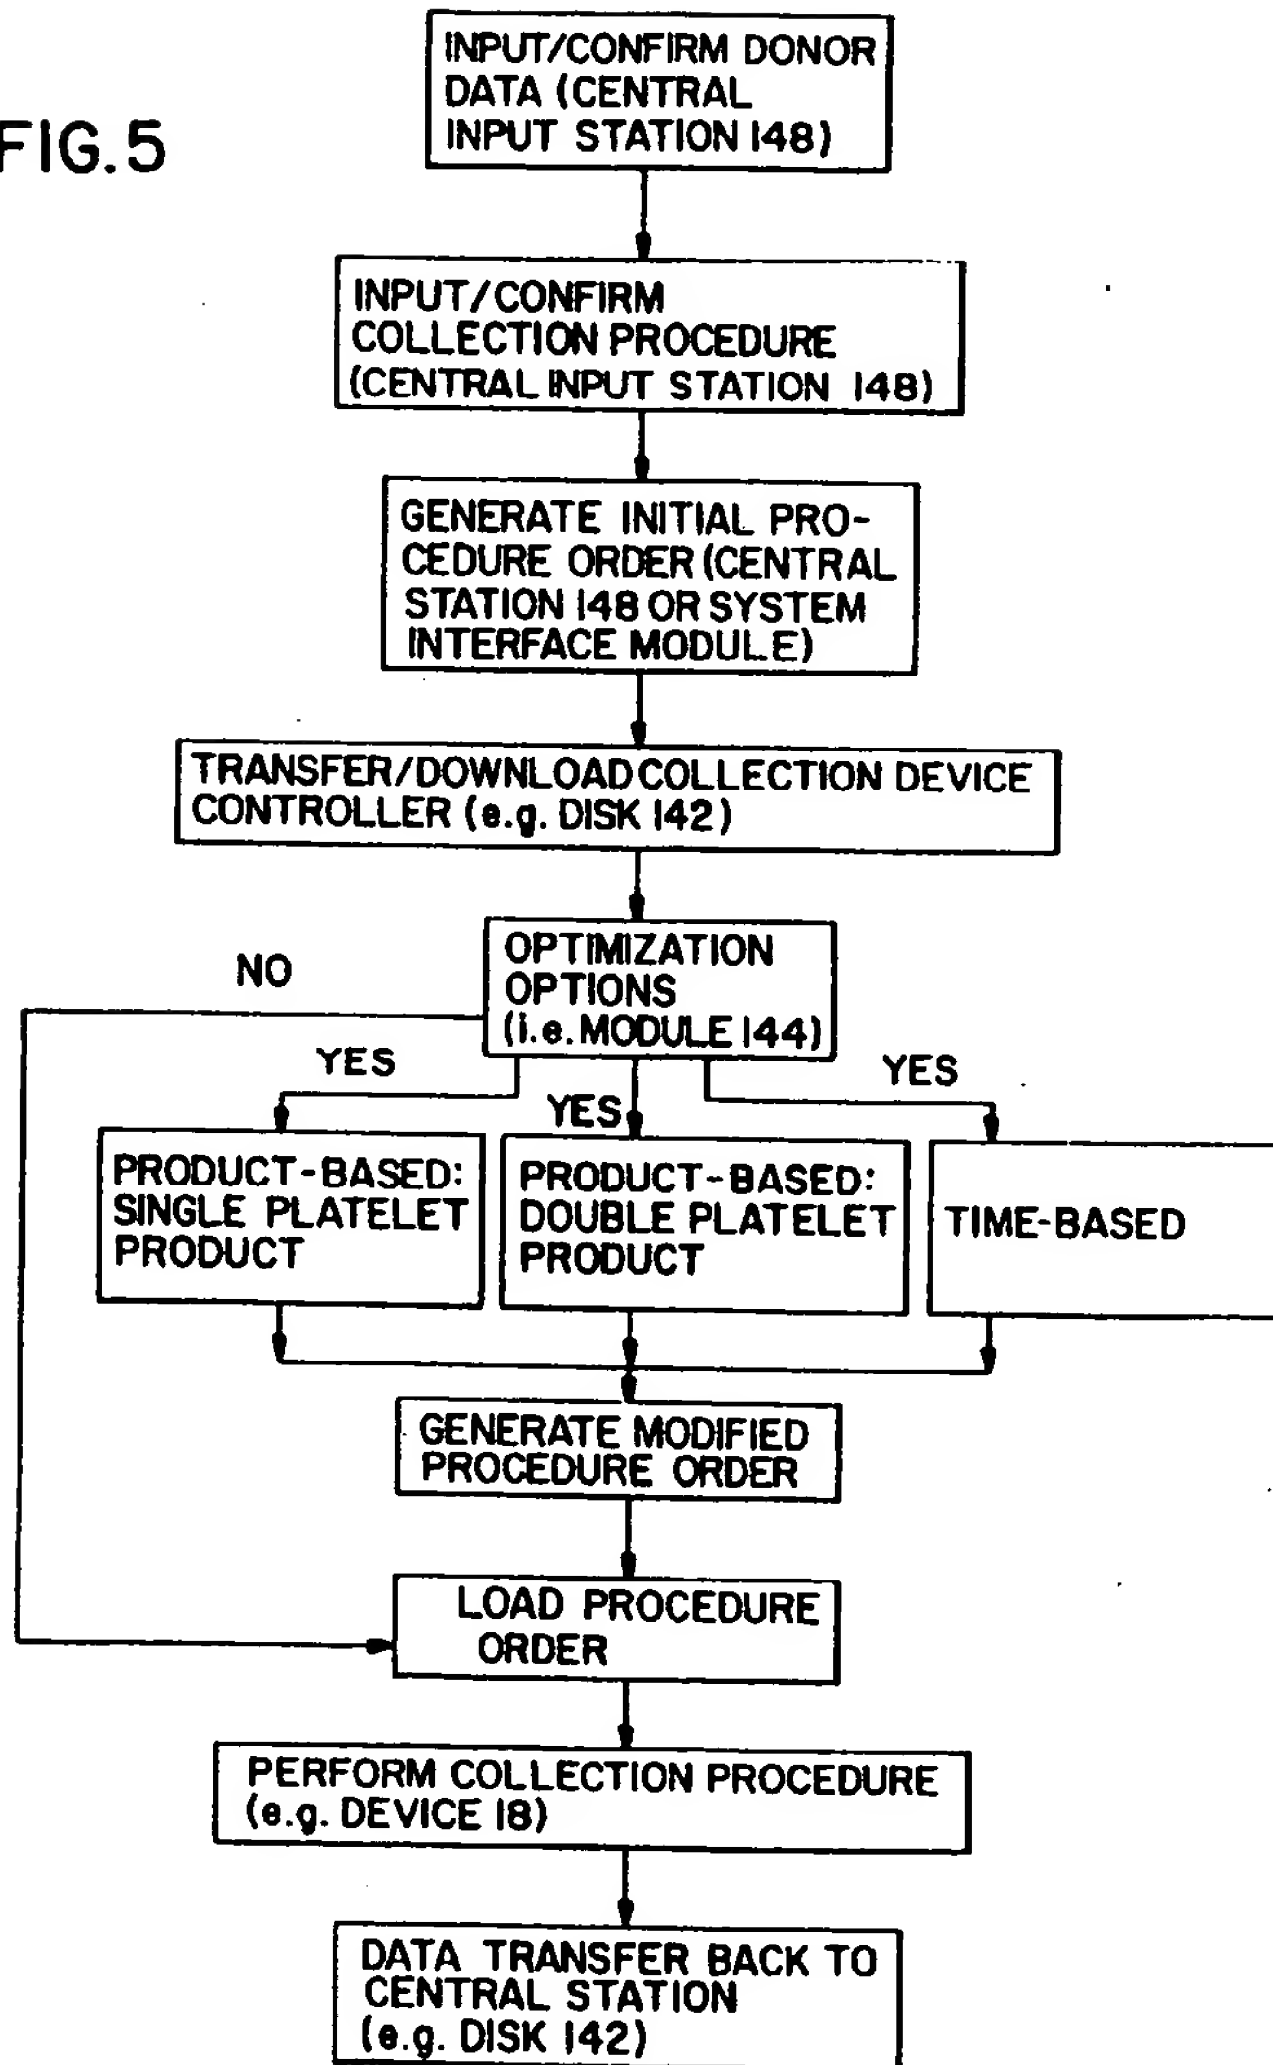 INPUT/CONFIRM DONOR
DATA (CENTRAL
INPUT STATION 148)
FIG. 5
INPUT/CONFIRM
COLLECTION PROCEDURE
(CENTRAL INPUT STATION 148)
GENERATE INITIAL PRO-
CEDURE ORDER (CENTRAL
STATION 148 OR SYSTEM
INTERFACE MODULE)
TRANSFER/DOWNLOAD COLLECTION DEVICE
CONTROLLER (e.g. DISK 142)
OPTIMIZATION
OPTIONS
(i.e. MODULE 144)
NO
YES
YES
YES
PRODUCT-BASED:
SINGLE PLATELET
PRODUCT
PRODUCT-BASED:
DOUBLE PLATELET
PRODUCT
TIME-BASED
GENERATE MODIFIED
PROCEDURE ORDER
LOAD PROCEDURE
ORDER
PERFORM COLLECTION PROCEDURE
(e.g. DEVICE 18)
DATA TRANSFER BACK TO
CENTRAL STATION
(e.g. DISK 142)